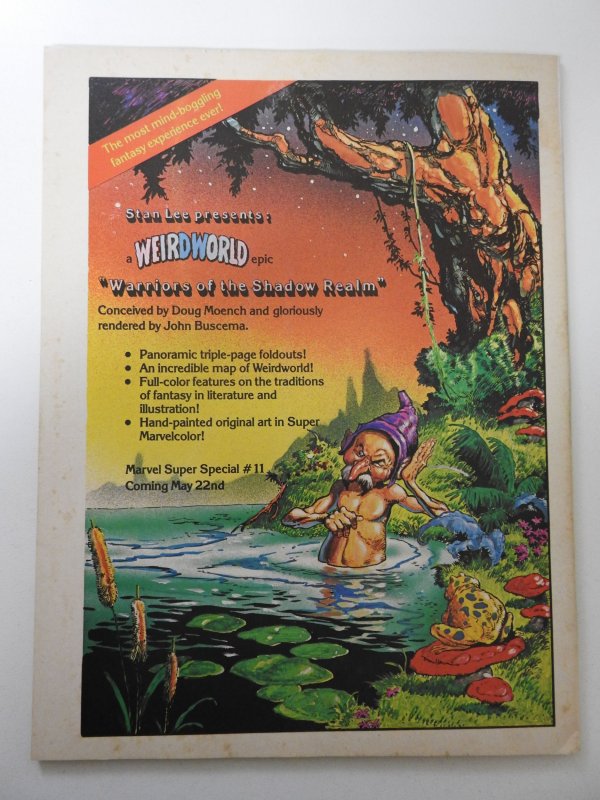 The most mind-boggling
fantasy experience ever!
Stan Lee presents:
a WEIRDWORLD epic
"Warriors of the Shadow Realm"
Conceived by Doug Moench and gloriously
rendered by John Buscema.
• Panoramic triple-page foldouts!
• An incredible map of Weirdworld!
• Full-color features on the traditions
of fantasy in literature and
illustration!
• Hand-painted original art in Super
Marvelcolor!
Marvel Super Special #11
Coming May 22nd